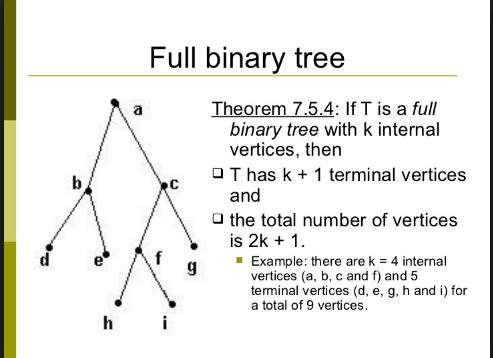 Full binary tree
a
b
c
d
e
f
g
h
i
Theorem 7.5.4: If T is a full
binary tree with k internal
vertices, then
T has k + 1 terminal vertices
and
the total number of vertices
is 2k + 1.
Example: there are k = 4 internal
vertices (a, b, c and f) and 5
terminal vertices (d, e, g, h and i) for
a total of 9 vertices.